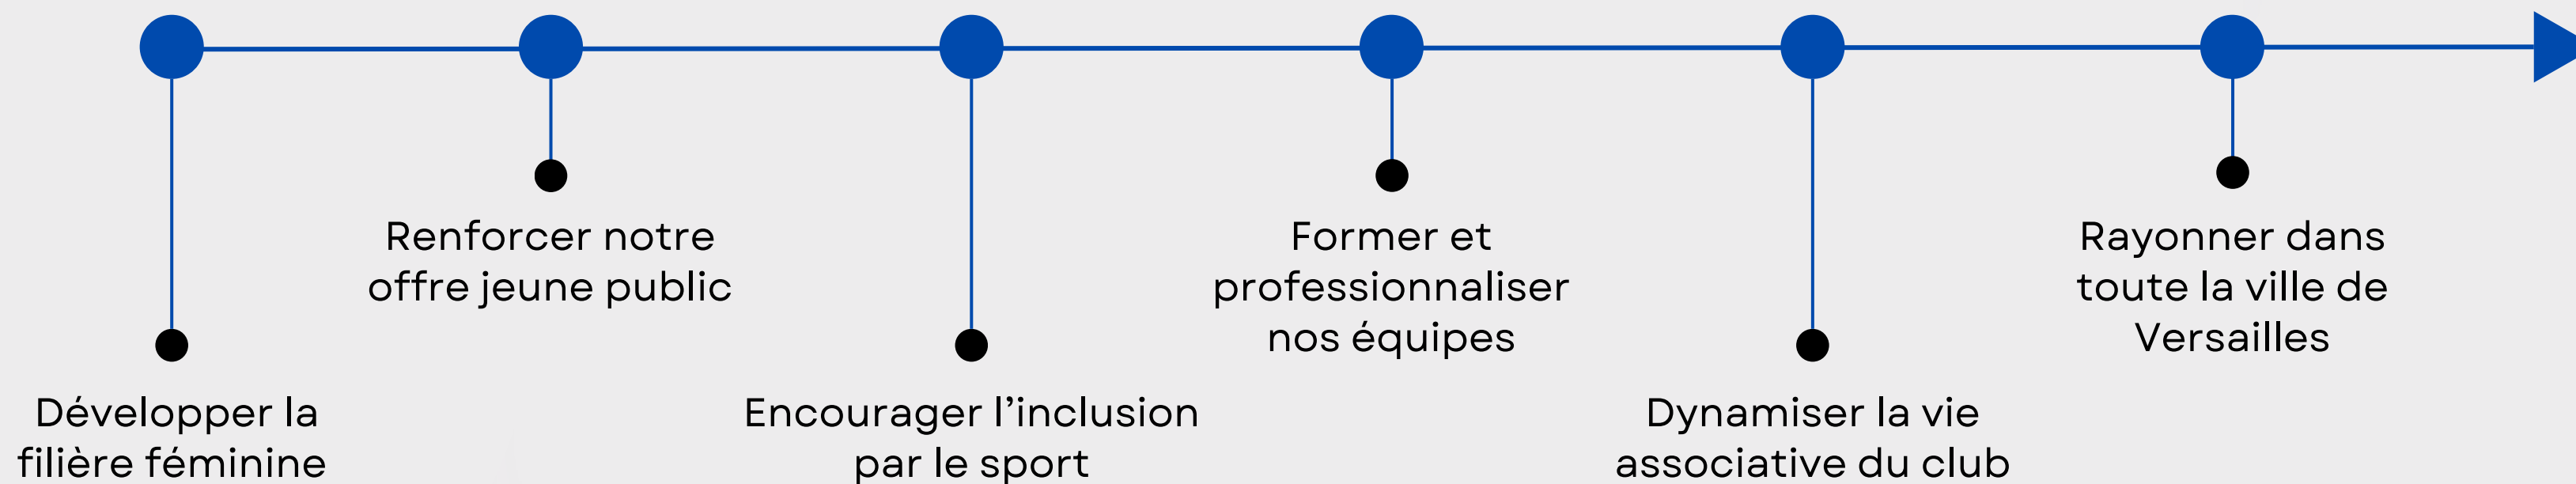 Développer la
filière féminine
Renforcer notre
offre jeune public
Encourager l’inclusion
par le sport
Former et
professionnaliser
nos équipes
Dynamiser la vie
associative du club
Rayonner dans
toute la ville de
Versailles